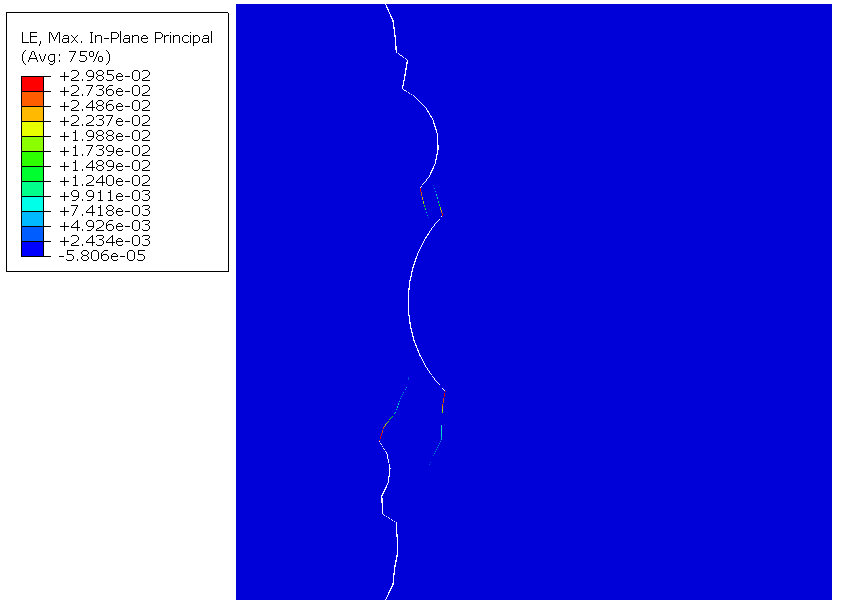 LE, Max. In-Plane Principal
(Avg: 75%)
+2.985e-02
+2.736e-02
+2.486e-02
+2.237e-02
+1.988e-02
+1.739e-02
+1.489e-02
+1.240e-02
+9.911e-03
+7.418e-03
+4.926e-03
+2.434e-03
-5.806e-05